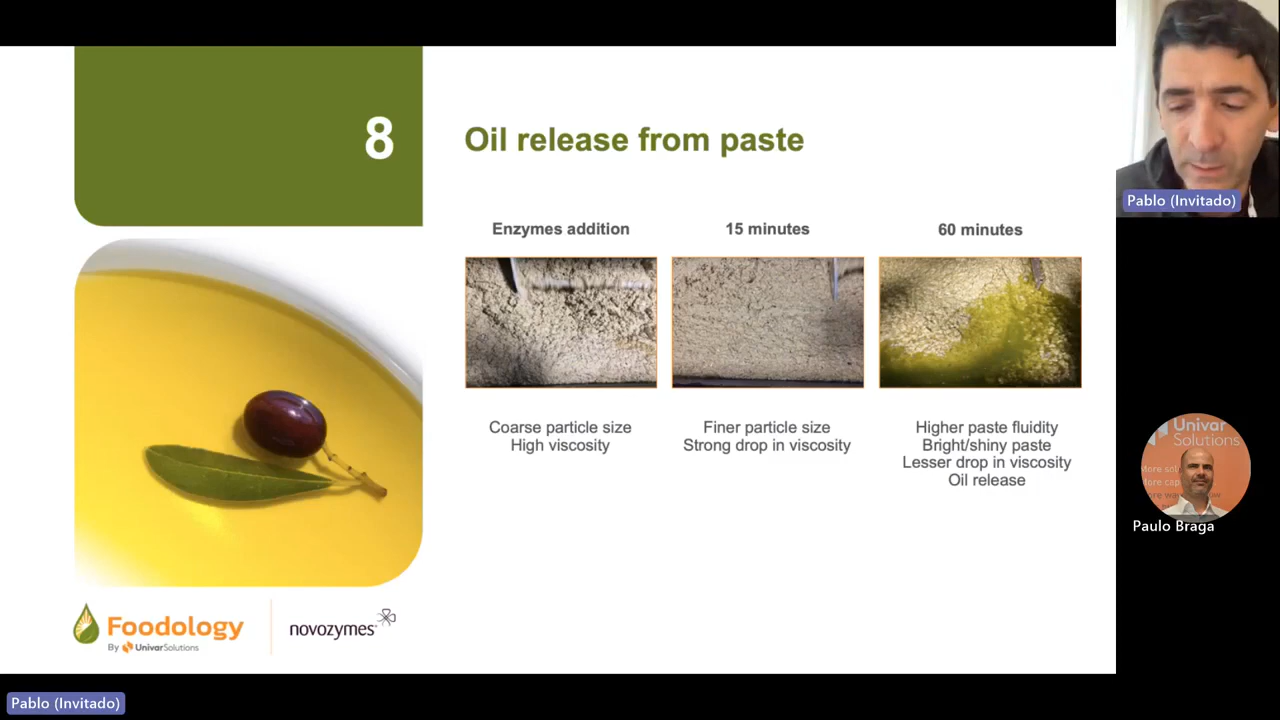 8
Oil release from paste
Enzymes addition
15 minutes
60 minutes
Coarse particle size
High viscosity
Finer particle size
Strong drop in viscosity
Higher paste fluidity
Bright/shiny paste
Lesser drop in viscosity
Oil release
Foodology
By UnivarSolutions
novozymes
Pablo (Invitado)
Univar
Solutions
Paulo Braga
Pablo (Invitado)